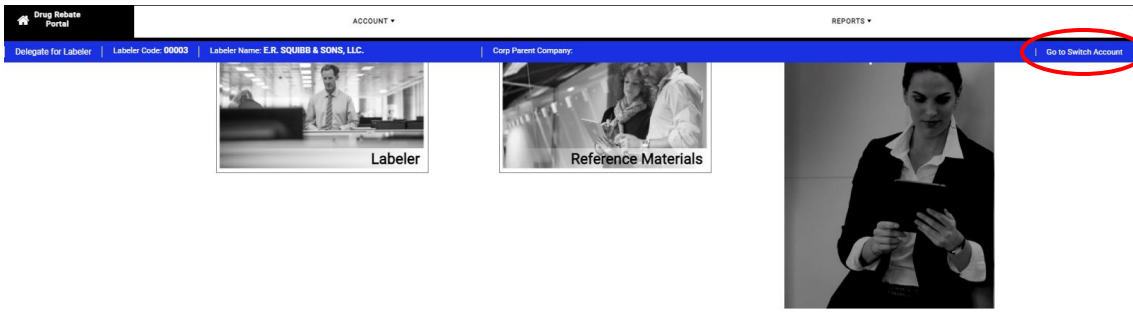 Drug Rebate
Portal
ACCOUNT ▾
REPORTS ▾
Delegate for Labeler | Labeler Code: 00003 | Labeler Name: E.R. SQUIBB & SONS, LLC. | Corp Parent Company: | Go to Switch Account
Labeler
Reference Materials